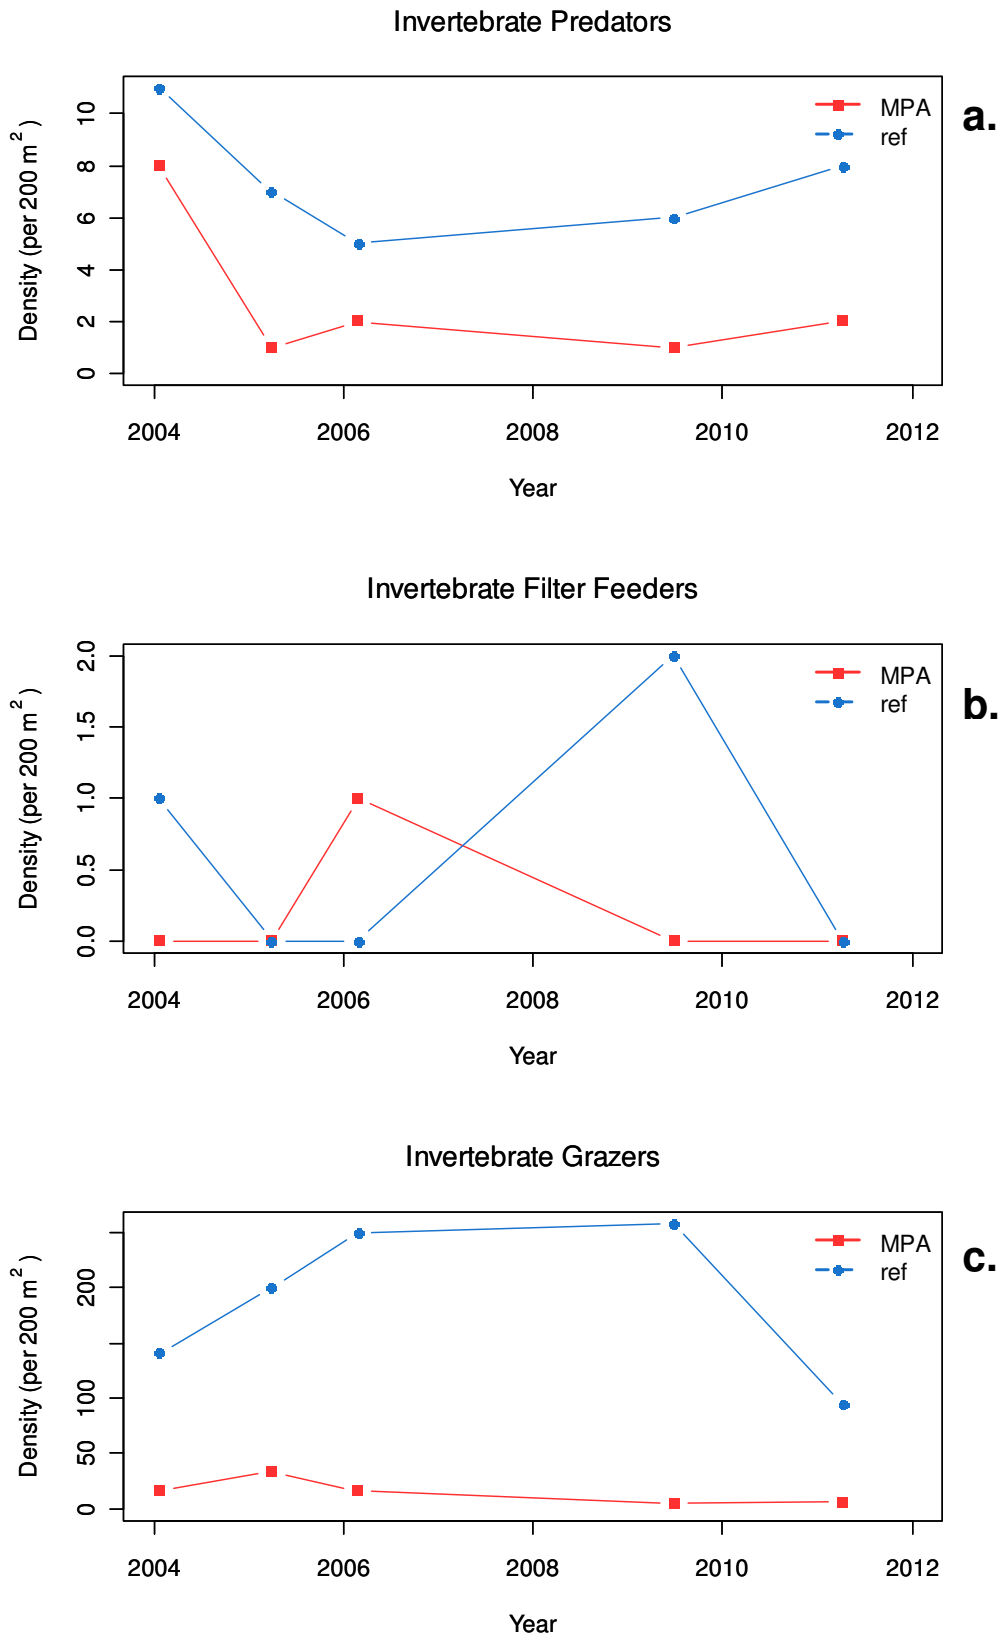 Invertebrate Predators
a.
MPA
ref
Density (per 200 m²)
10
8
6
4
2
0
2004 2006 2008 2010 2012
Year
Invertebrate Filter Feeders
b.
MPA
ref
Density (per 200 m²)
2.0
1.5
1.0
0.5
0.0
2004 2006 2008 2010 2012
Year
Invertebrate Grazers
c.
MPA
ref
Density (per 200 m²)
200
100
50
0
2004 2006 2008 2010 2012
Year